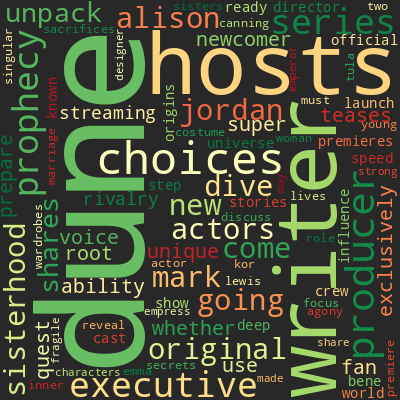 unpack
sisters
ready
director
two
sacrifices
canning
alison
series
singular
designer
newcomer
official
hosts
prophecy
dune
origins
jordan
emperor
tula
must
launch
teases
young
known
streaming
super
costume
universe
woman
premieres
prepare
marriage
choices
writer
speed
strong
step
rivalry
dive
stories
may
lives
new
discuss
shares
voice
actors
role
influence
producer
exclusively
sisterhood
wardrobes
root
unique
come
ability
actor
kor
mark
lewis
going
crew
focus
agony
quest
fragile
empress
show
whether
deep
reveal
cast
original
share
premiere
characters
emma
secrets
use
fan
bene
inner
executive
made
world